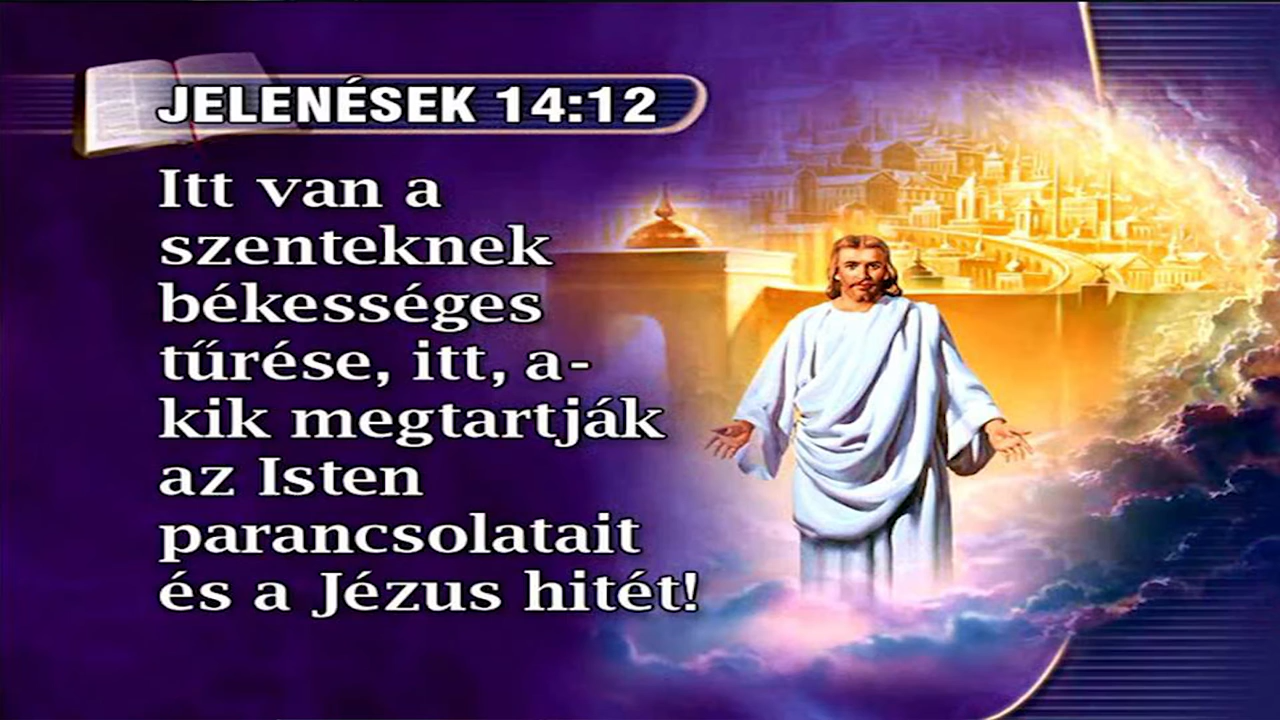 JELENÉSEK 14:12
Itt van a
szenteknek
békességes
tűrése, itt, a-
kik megtartják
az Isten
parancsolatait
és a Jézus hitét!